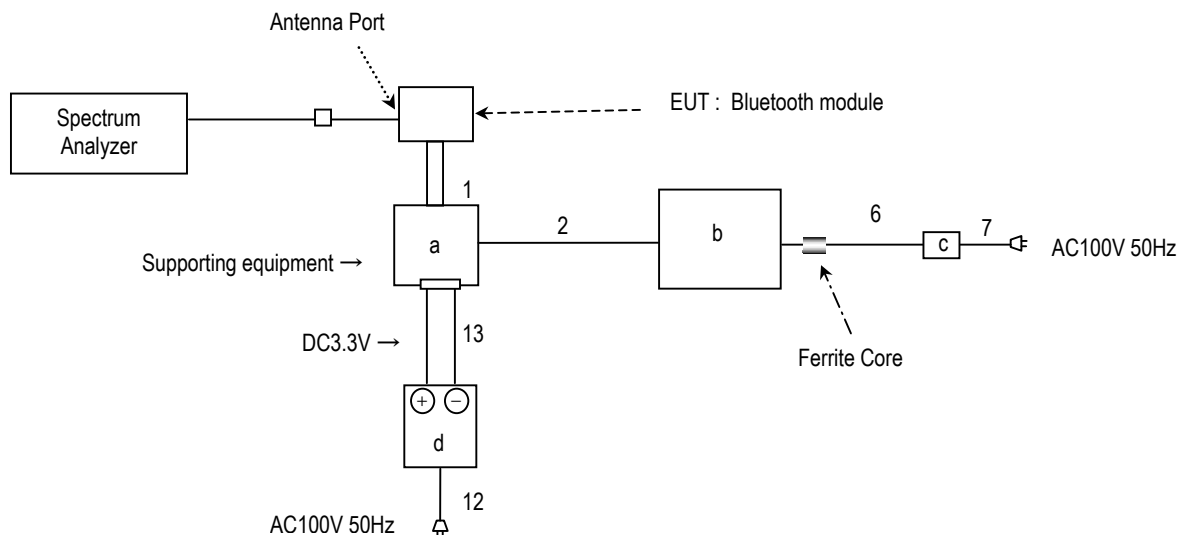 Antenna Port
EUT : Bluetooth module
Spectrum
Analyzer
1
2
6
7
a
b
c
AC100V 50Hz
Supporting equipment →
DC3.3V →
13
Ferrite Core
+ −
d
12
AC100V 50Hz